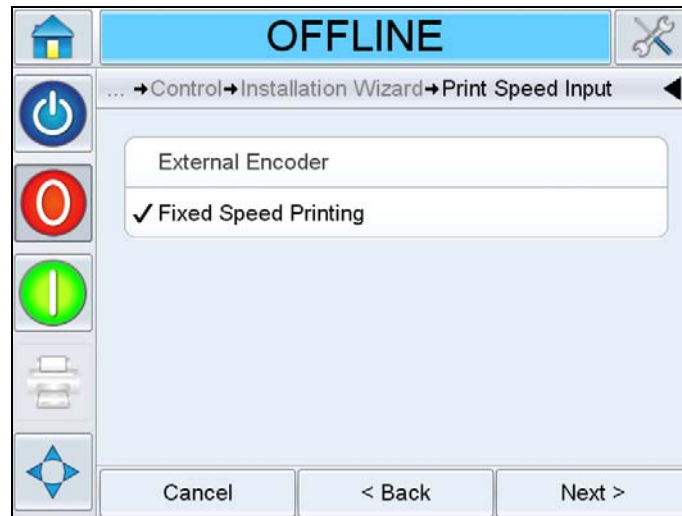 OFFLINE
... →Control→Installation Wizard→Print Speed Input
External Encoder
✓ Fixed Speed Printing
Cancel
< Back
Next >